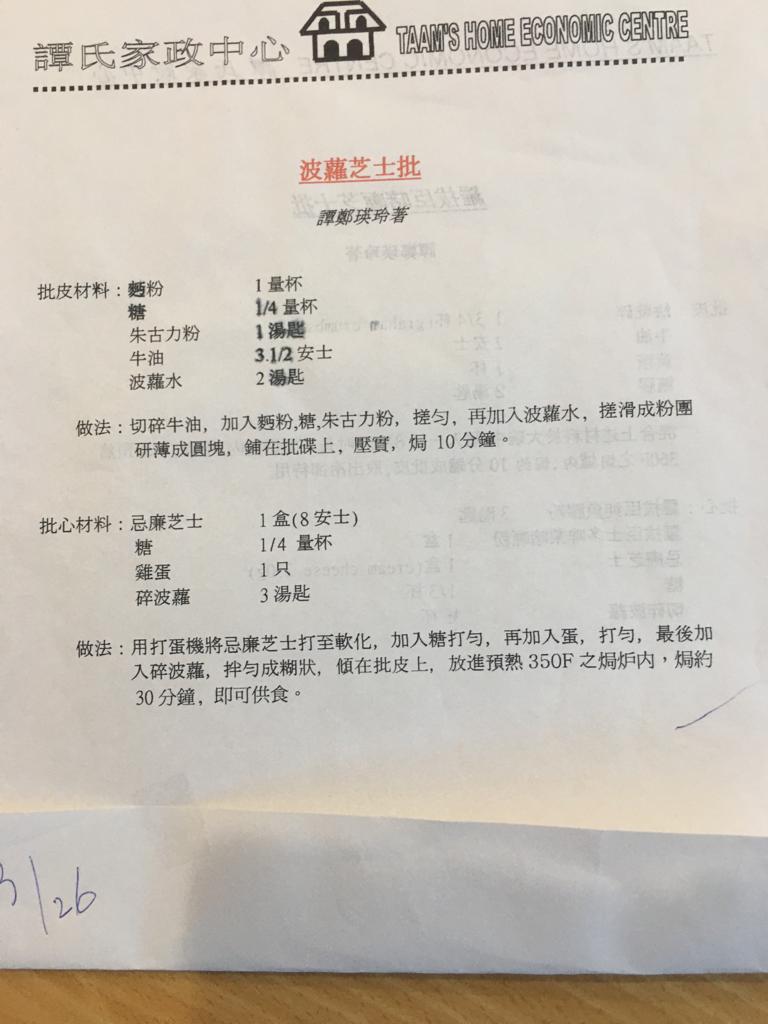 譚氏家政中心 TAAM'S HOME ECONOMIC CENTRE
波蘿芝士批
譚鄭瑛玲著
批皮材料：麵粉 1 量杯
糖 1/4 量杯
朱古力粉 1 湯匙
牛油 3.1/2 安士
波蘿水 2 湯匙
做法：切碎牛油，加入麵粉,糖,朱古力粉，搓勻，再加入波蘿水，搓滑成粉團
研薄成圓塊，鋪在批碟上，壓實，焗 10 分鐘。
批心材料：忌廉芝士 1 盒(8 安士)
糖 1/4 量杯
雞蛋 1 只
碎波蘿 3 湯匙
做法：用打蛋機將忌廉芝士打至軟化，加入糖打勻，再加入蛋，打勻，最後加
入碎波蘿，拌勻成糊狀，傾在批皮上，放進預熱 350F 之焗爐內，焗約
30 分鐘，即可供食。
/26